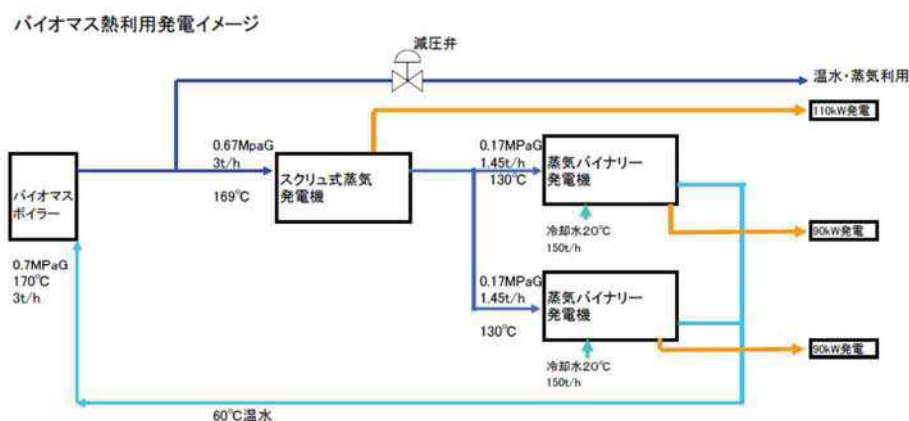 バイオマス熱利用発電イメージ
減圧弁
温水・蒸気利用
110kW発電
0.67MpaG
3t/h
169℃
スクリュ式蒸気
発電機
0.17MPaG
1.45t/h
130℃
蒸気バイナリー
発電機
バイオマス
ボイラー
冷却水20℃
150t/h
90kW発電
0.7MPaG
170℃
3t/h
0.17MPaG
1.45t/h
130℃
蒸気バイナリー
発電機
冷却水20℃
150t/h
90kW発電
60℃温水